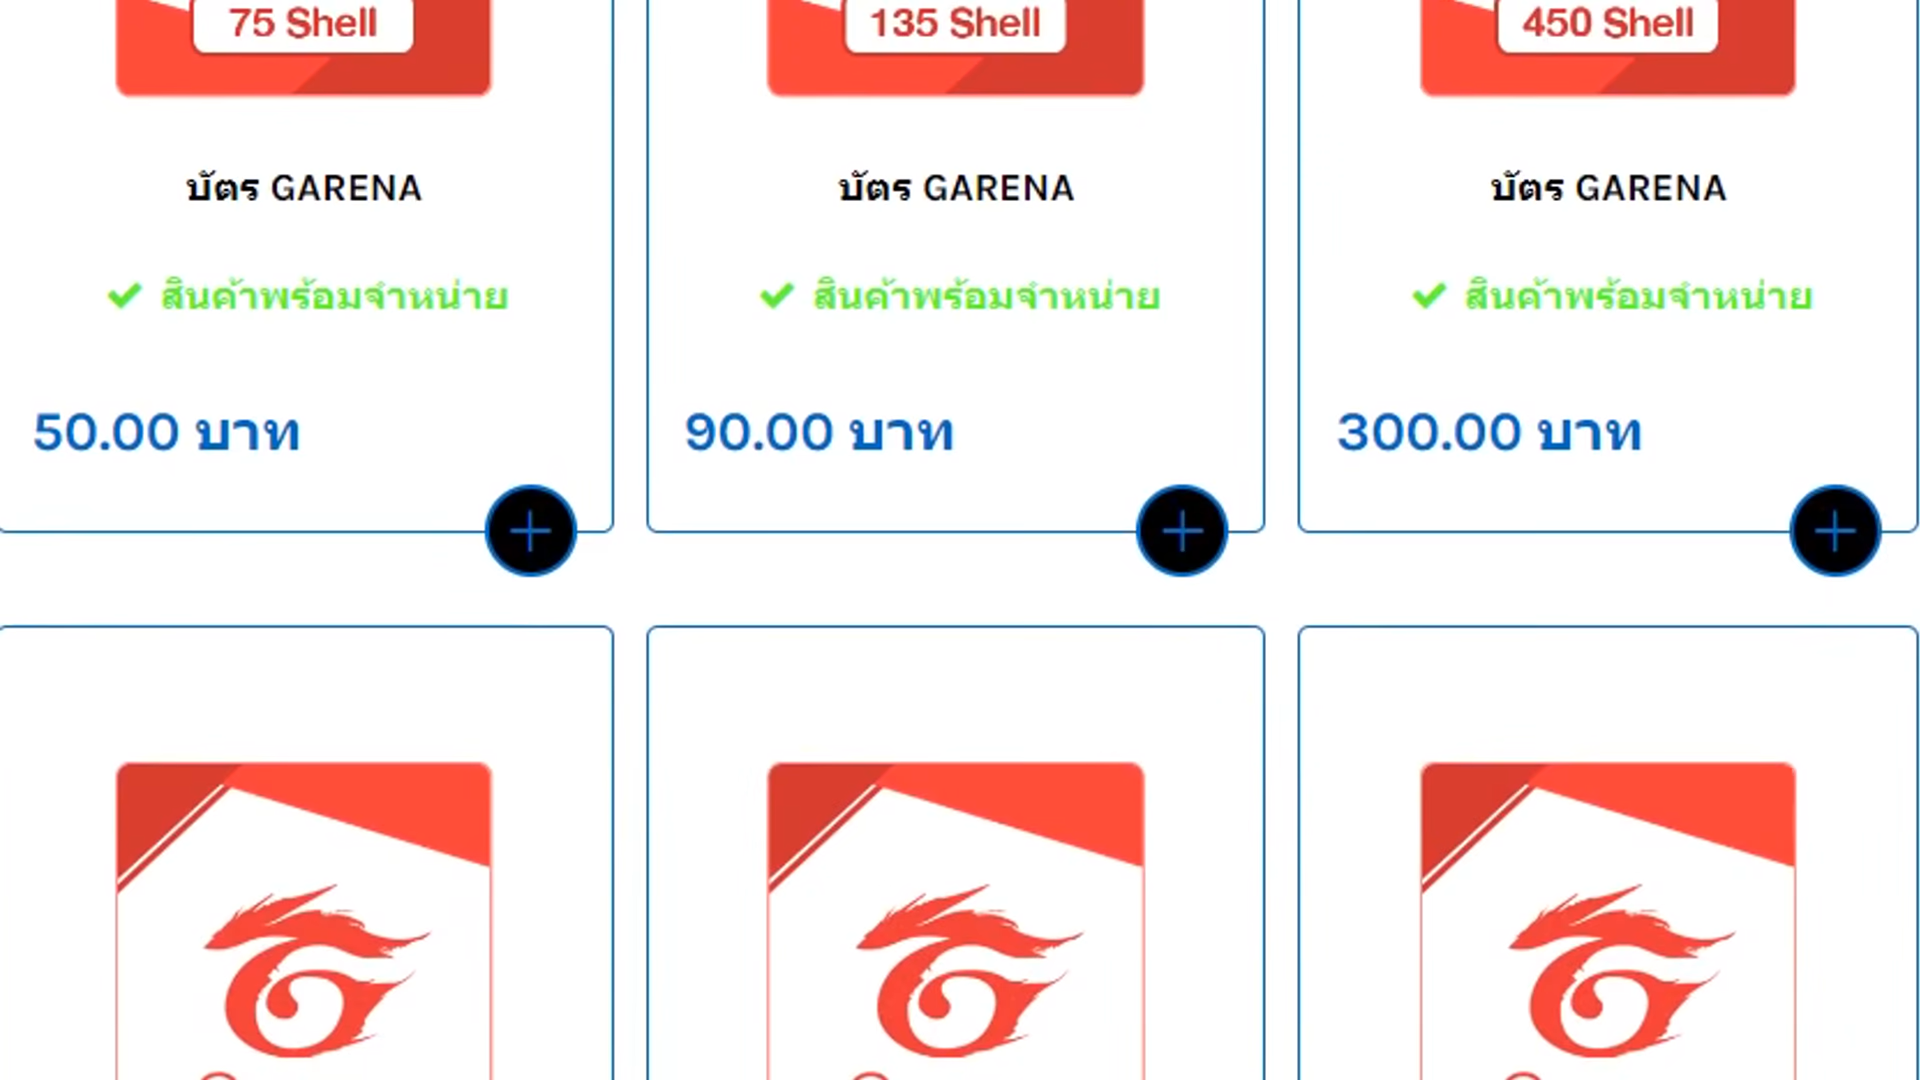 75 Shell
135 Shell
450 Shell
บัตร GARENA
บัตร GARENA
บัตร GARENA
สินค้าพร้อมจำหน่าย
สินค้าพร้อมจำหน่าย
สินค้าพร้อมจำหน่าย
50.00 บาท
90.00 บาท
300.00 บาท